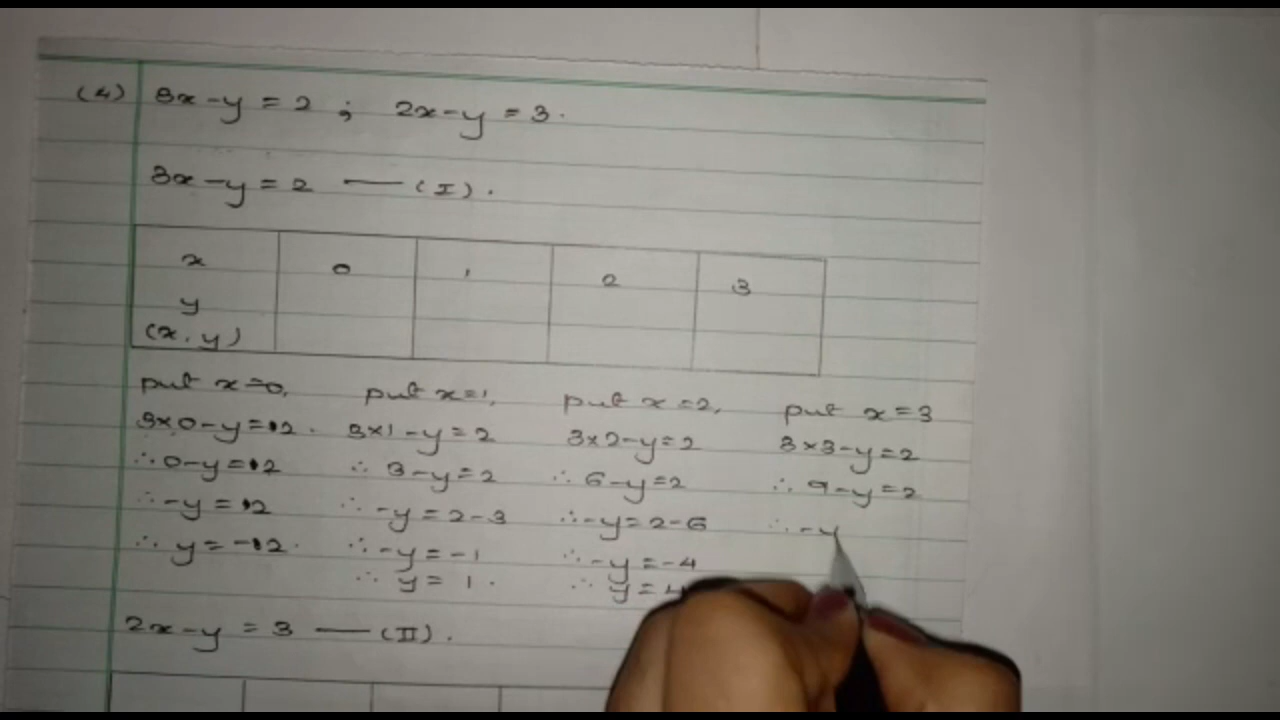 (4) 3x-y = 2 ; 2x-y = 3.
3x-y = 2 — (I).
x 0 1 2 3
y
(x, y)
put x=0, put x=1, put x=2, put x=3
3×0-y=2. 3×1-y=2 3×2-y=2 3×3-y=2
∴0-y=2 ∴ 3-y=2 ∴ 6-y=2 ∴ 9-y=2
∴-y=2 ∴ -y=2-3 ∴-y=2-6 ∴-y
∴ y=-2. ∴-y=-1 ∴-y=-4
∴ y=1. ∴ y=4
2x-y = 3 — (II).